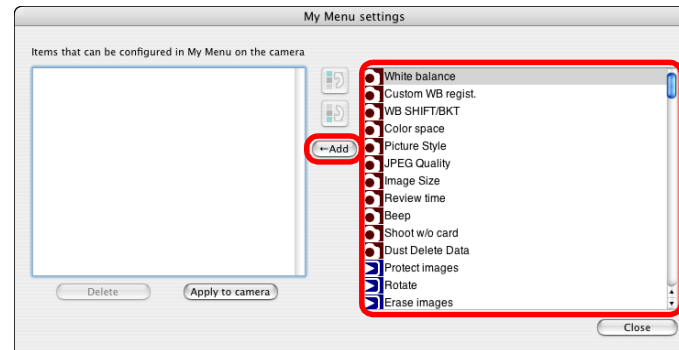 My Menu settings
Items that can be configured in My Menu on the camera
White balance
Custom WB regist.
WB SHIFT/BKT
Color space
←Add
Picture Style
JPEG Quality
Image Size
Review time
Beep
Shoot w/o card
Dust Delete Data
Protect images
Rotate
Erase images
Delete
Apply to camera
Close